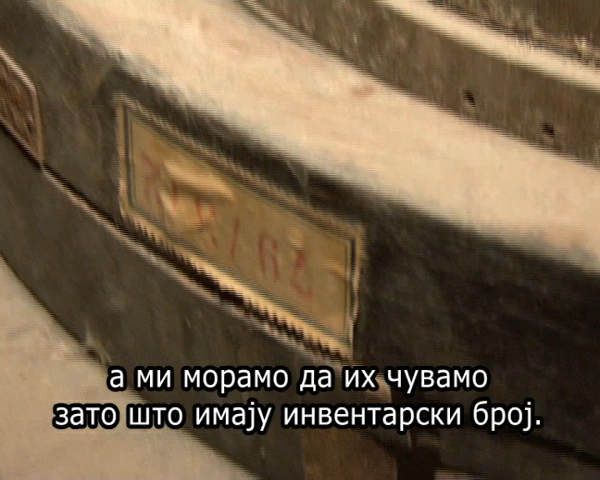 а ми морамо да их чувамо
зато што имају инвентарски број.